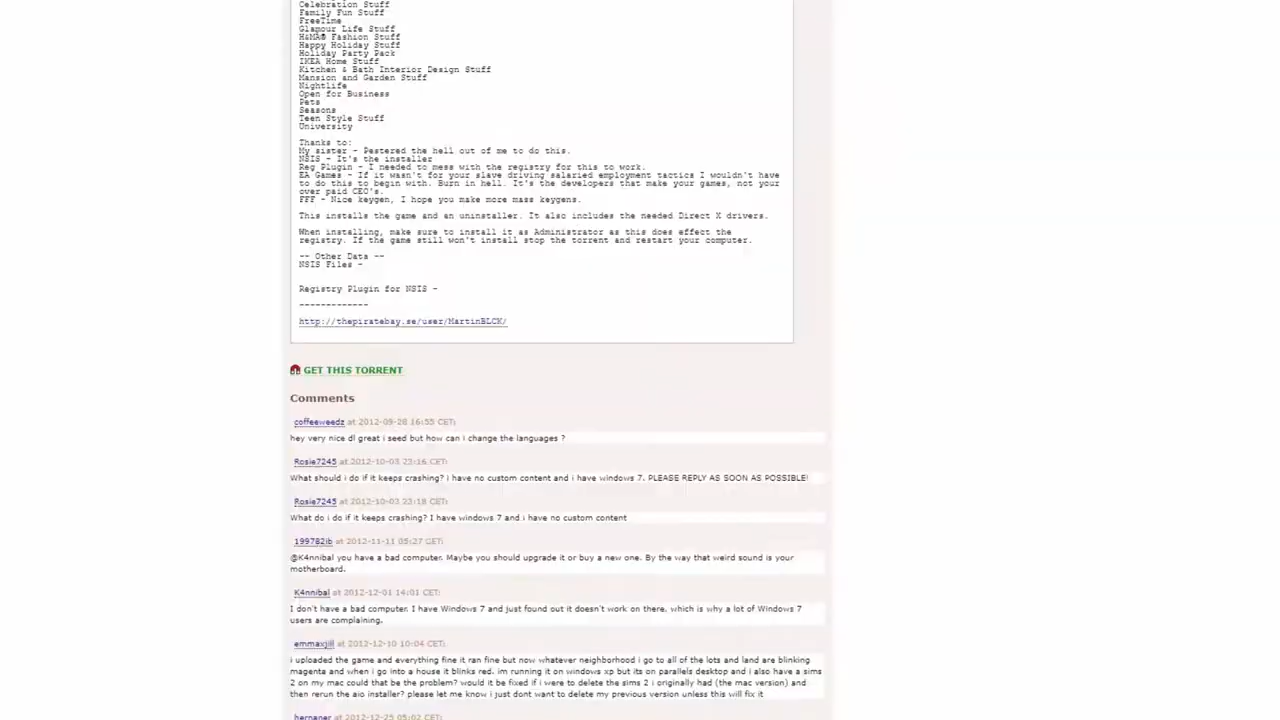 Celebration Stuff
Family Fun Stuff
FreeTime
Glamour Life Stuff
H&M® Fashion Stuff
Happy Holiday Stuff
Holiday Party Pack
IKEA Home Stuff
Kitchen & Bath Interior Design Stuff
Mansion and Garden Stuff
Nightlife
Open for Business
Pets
Seasons
Teen Style Stuff
University
Thanks to:
My sister - Pestered the hell out of me to do this.
NSIS - It's the installer
Reg Plugin - I needed to mess with the registry for this to work.
EA Games - If it wasn't for your slave driving salaried employment tactics I wouldn't have
to do this to begin with. Burn in hell. It's the developers that make your games, not your
over paid CEO's.
FFF - Nice keygen, I hope you make more mass keygens.
This installs the game and an uninstaller. It also includes the needed Direct X drivers.
When installing, make sure to install it as Administrator as this does effect the
registry. If the game still won't install stop the torrent and restart your computer.
-- Other Data --
NSIS Files -
Registry Plugin for NSIS -
-------------
http://thepiratebay.se/user/MartinBLCK/
GET THIS TORRENT
Comments
coffeeweedz at 2012-09-28 16:55 CET:
hey very nice dl great i seed but how can i change the languages ?
Rosie7245 at 2012-10-03 23:16 CET:
What should i do if it keeps crashing? i have no custom content and i have windows 7. PLEASE REPLY AS SOON AS POSSIBLE!
Rosie7245 at 2012-10-03 23:18 CET:
What do i do if it keeps crashing? I have windows 7 and i have no custom content
199782ib at 2012-11-11 05:27 CET:
@K4nnibal you have a bad computer. Maybe you should upgrade it or buy a new one. By the way that weird sound is your
motherboard.
K4nnibal at 2012-12-01 14:01 CET:
I don't have a bad computer. I have Windows 7 and just found out it doesn't work on there, which is why a lot of Windows 7
users are complaining.
emmaxjill at 2012-12-10 10:04 CET:
i uploaded the game and everything fine it ran fine but now whatever neighborhood i go to all of the lots and land are blinking
magenta and when i go into a house it blinks red. im running it on windows xp but its on parallels desktop and i also have a sims
2 on my mac could that be the problem? would it be fixed if i were to delete the sims 2 i originally had (the mac version) and
then rerun the aio installer? please let me know i just dont want to delete my previous version unless this will fix it
hernaner at 2012-12-25 05:02 CET: